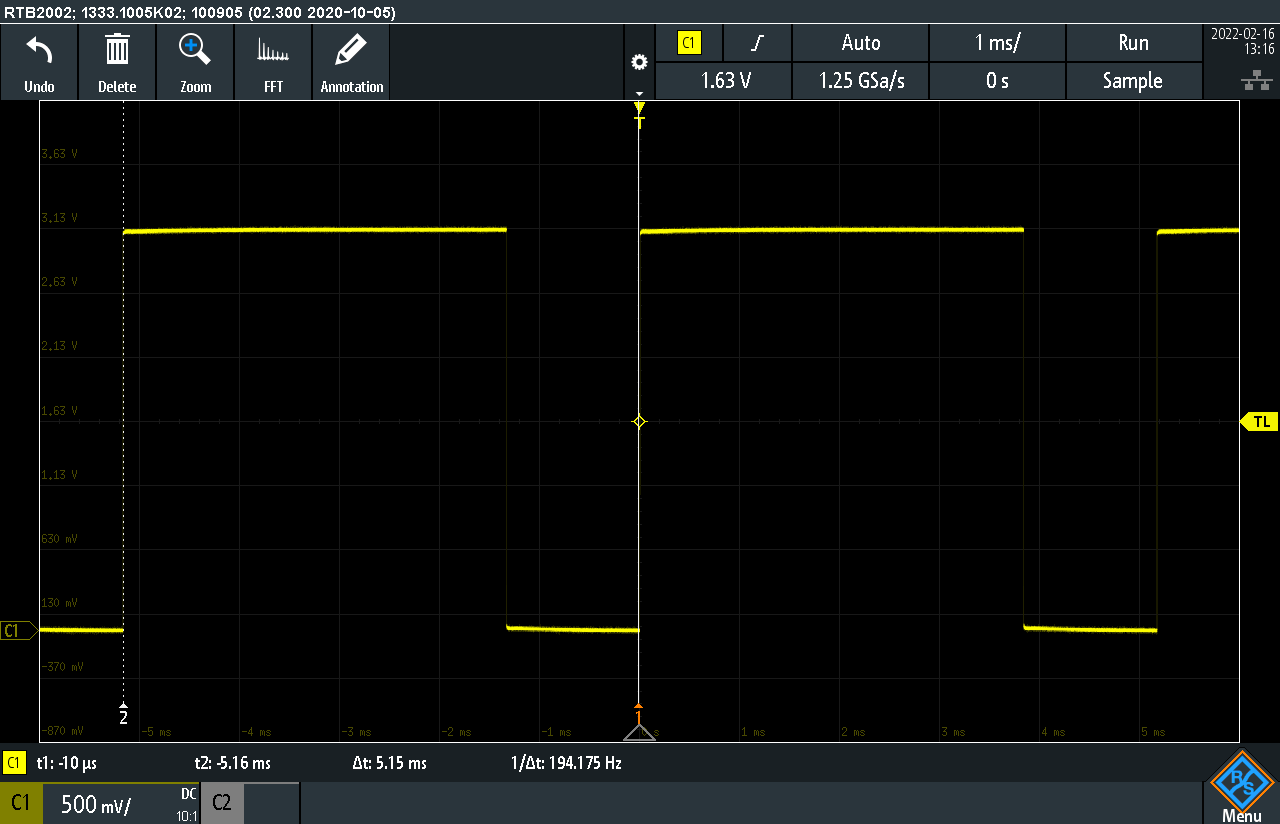 RTB2002; 1333.1005K02; 100905 (02.300 2020-10-05)
Undo Delete Zoom FFT Annotation
C1 Auto 1 ms/ Run
1.63 V 1.25 GSa/s 0 s Sample
2022-02-16
13:16
T
3.63 V
3.13 V
2.63 V
2.13 V
1.63 V
TL
1.13 V
630 mV
130 mV
C1
-370 mV
2 1
-870 mV -5 ms -4 ms -3 ms -2 ms -1 ms s 1 ms 2 ms 3 ms 4 ms 5 ms
C1 t1: -10 µs t2: -5.16 ms Δt: 5.15 ms 1/Δt: 194.175 Hz
C1 500 mV/ DC 10:1 C2
R S
Menu